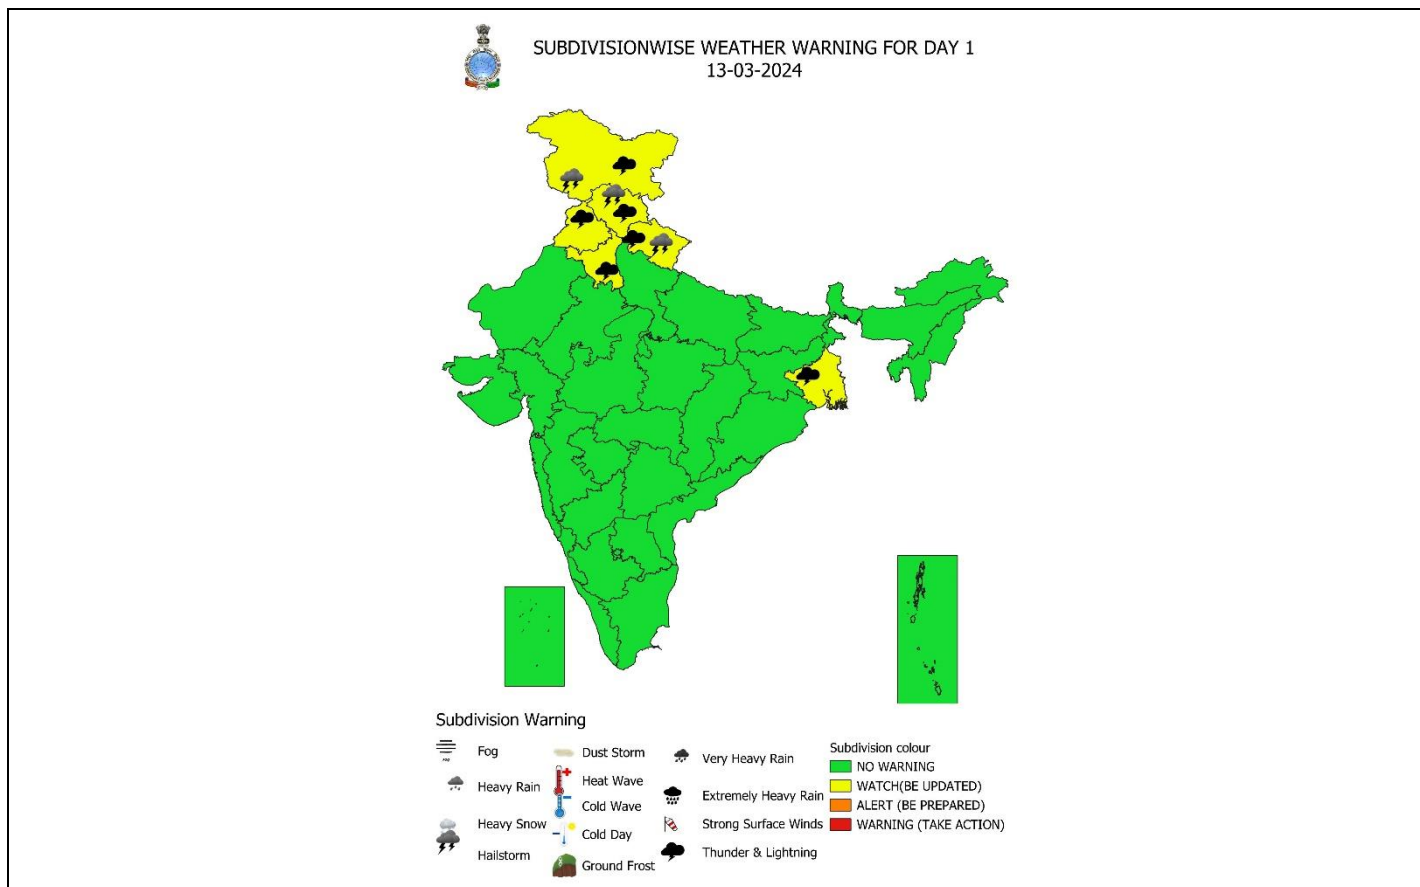 SUBDIVISIONWISE WEATHER WARNING FOR DAY 1
13-03-2024
Subdivision Warning
Fog
Heavy Rain
Heavy Snow
Hailstorm
Dust Storm
Heat Wave
Cold Wave
Cold Day
Ground Frost
Very Heavy Rain
Extremely Heavy Rain
Strong Surface Winds
Thunder & Lightning
Subdivision colour
NO WARNING
WATCH(BE UPDATED)
ALERT (BE PREPARED)
WARNING (TAKE ACTION)